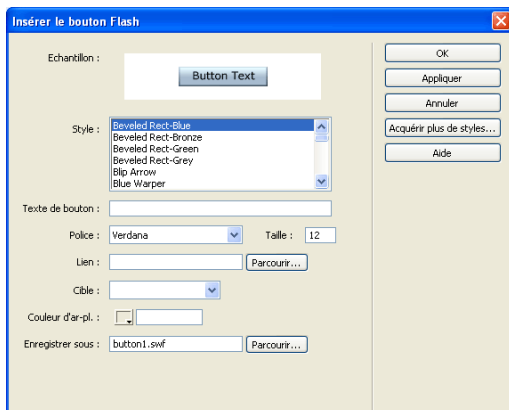 Insérer le bouton Flash
Echantillon :
Button Text
Style :
Beveled Rect-Blue
Beveled Rect-Bronze
Beveled Rect-Green
Beveled Rect-Grey
Blip Arrow
Blue Warper
Texte de bouton :
Police : Verdana Taille : 12
Lien : Parcourir...
Cible :
Couleur d'ar-pl. :
Enregistrer sous : button1.swf Parcourir...
OK
Appliquer
Annuler
Acquérir plus de styles...
Aide